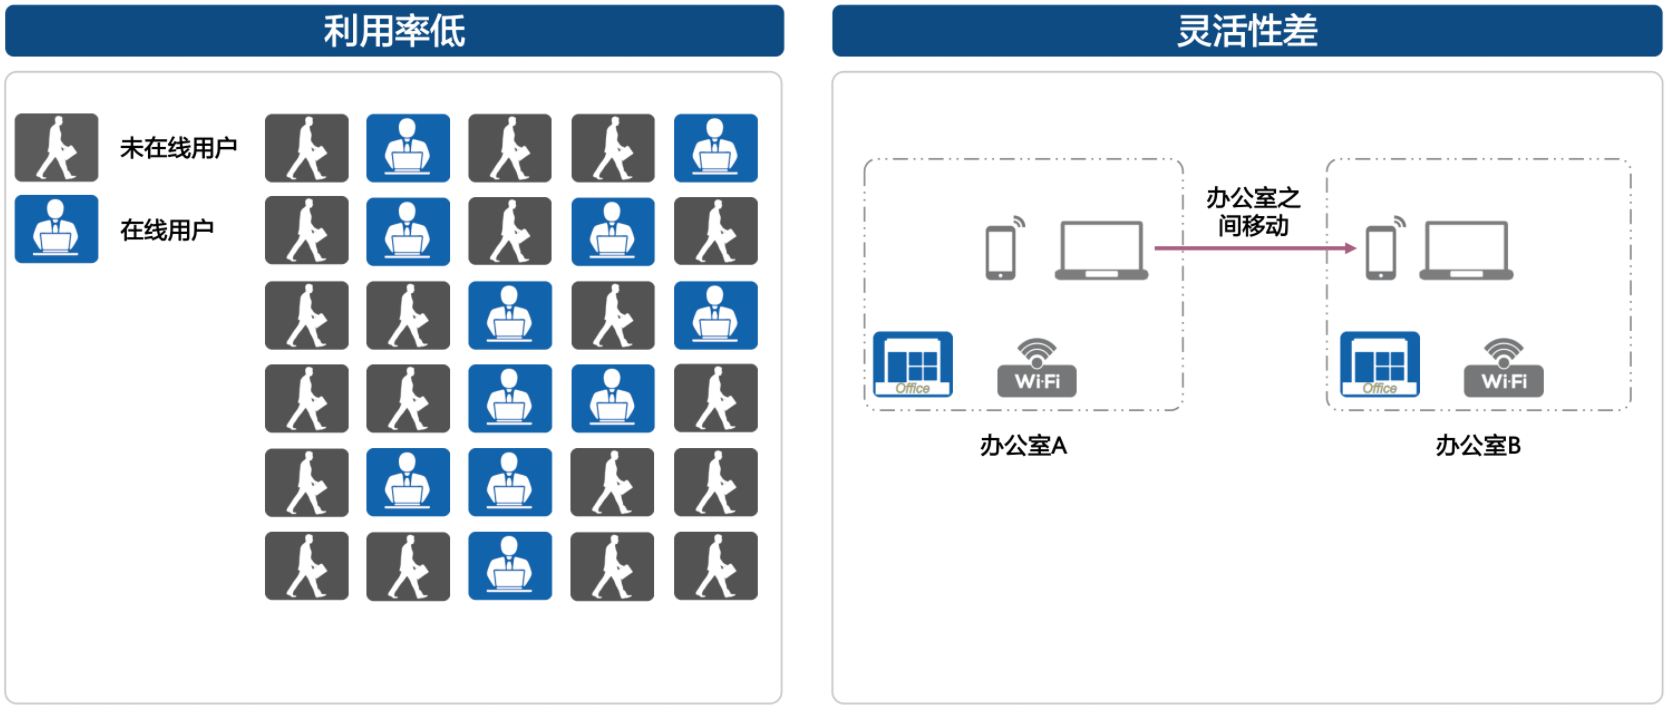 利用率低
灵活性差
未在线用户
在线用户
办公室之
间移动
Office
Wi-Fi
Office
Wi-Fi
办公室A
办公室B